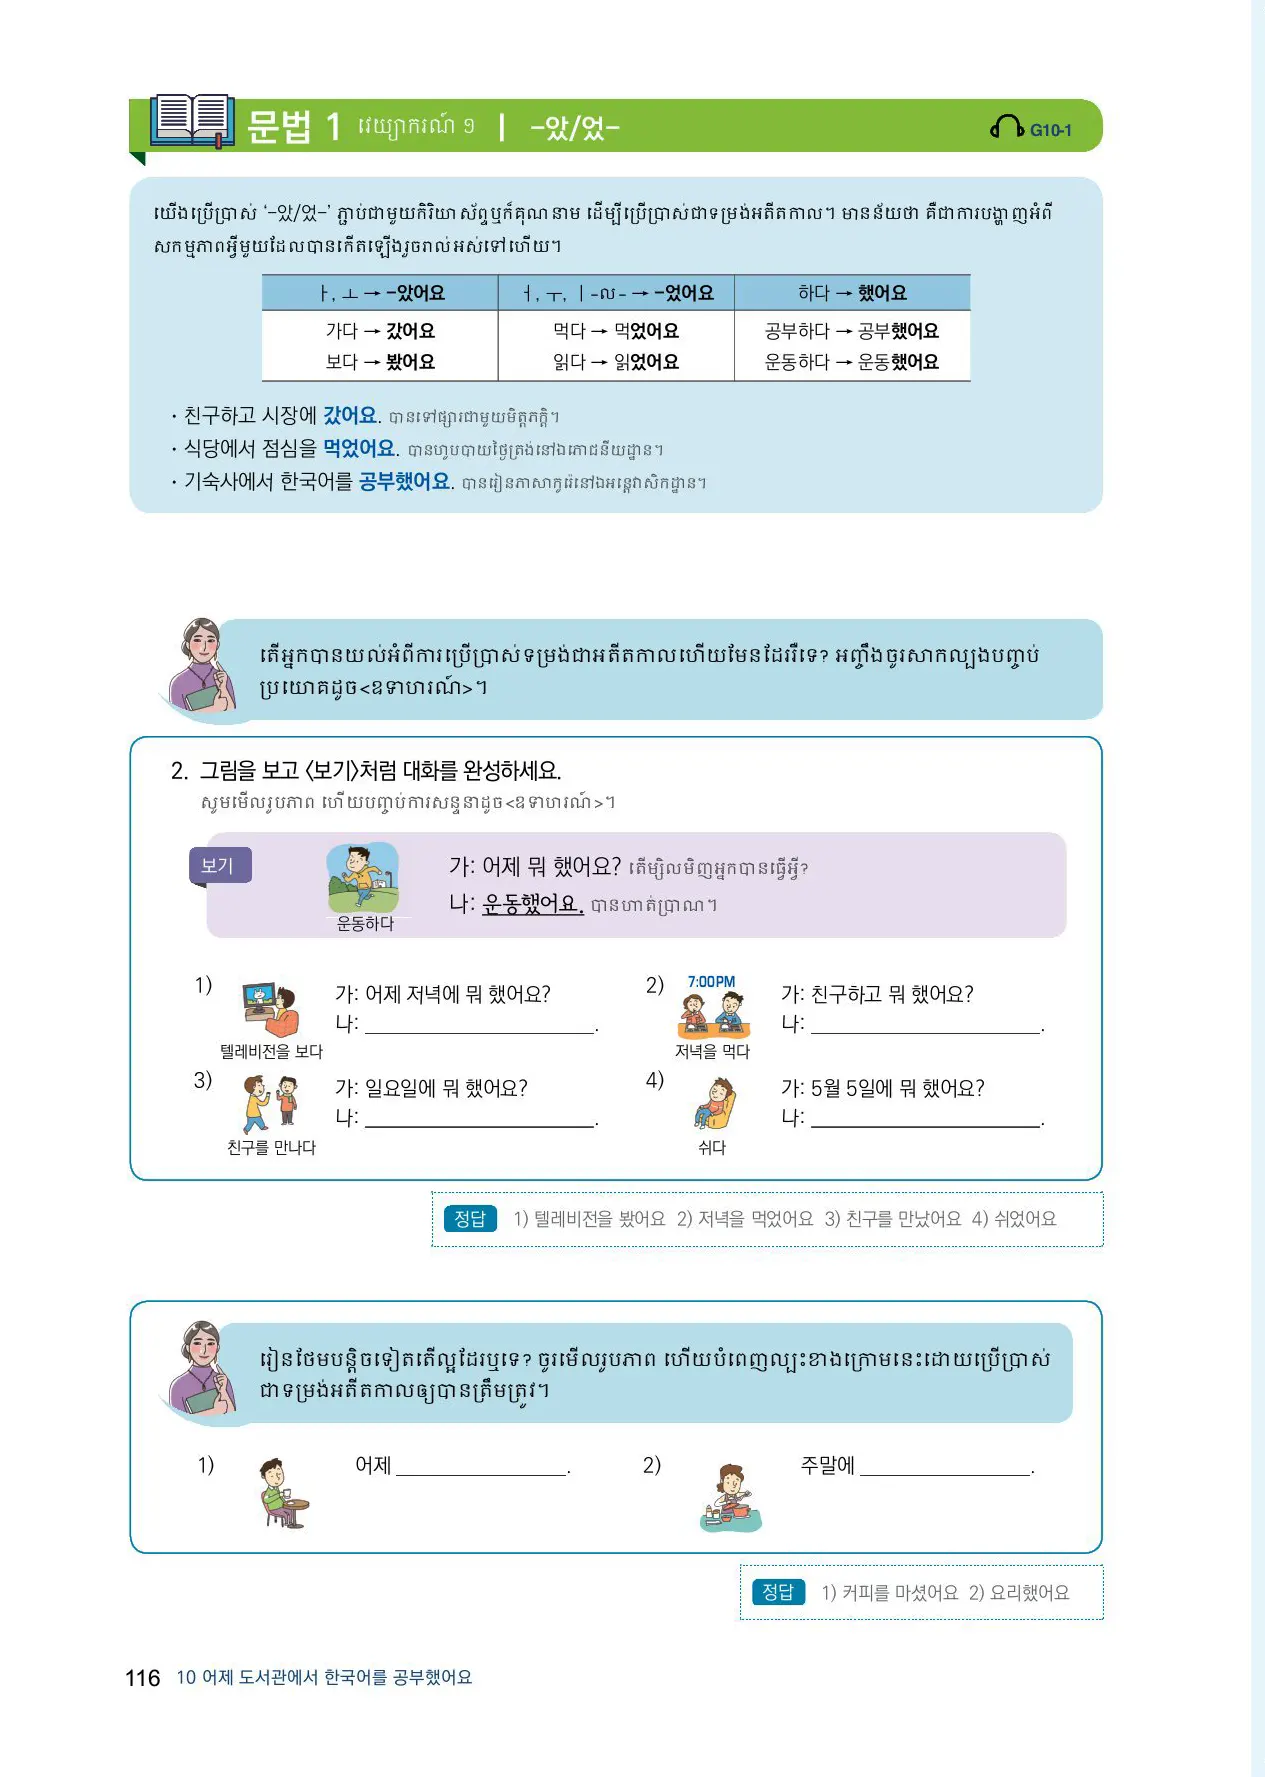 문법 1 វេយ្យាករណ៍ ១ | -았/었- G10-1
យើងប្រើប្រាស់ '-았/었-' ភ្ជាប់ជាមួយកិរិយាស័ព្ទឬក៏គុណនាម ដើម្បីប្រើប្រាស់ជាទម្រង់អតីតកាល។ មានន័យថា គឺជាការបង្ហាញអំពី
សកម្មភាពអ្វីមួយដែលបានកើតឡើងរួចរាល់អស់ទៅហើយ។
ㅏ, ㅗ → -았어요 ㅓ, ㅜ, ㅣ-ល- → -었어요 하다 → 했어요
가다 → 갔어요 먹다 → 먹었어요 공부하다 → 공부했어요
보다 → 봤어요 읽다 → 읽었어요 운동하다 → 운동했어요
· 친구하고 시장에 갔어요. បានទៅផ្សារជាមួយមិត្តភក្តិ។
· 식당에서 점심을 먹었어요. បានហូបបាយថ្ងៃត្រង់នៅឯភោជនីយដ្ឋាន។
· 기숙사에서 한국어를 공부했어요. បានរៀនភាសាកូរ៉េនៅឯអន្តេវាសិកដ្ឋាន។
តើអ្នកបានយល់អំពីការប្រើប្រាស់ទម្រង់ជាអតីតកាលហើយមែនដែររឺទេ? អញ្ចឹងចូរសាកល្បងបញ្ចប់
ប្រយោគដូច<ឧទាហរណ៍>។
2. 그림을 보고 〈보기〉처럼 대화를 완성하세요.
សូមមើលរូបភាព ហើយបញ្ចប់ការសន្ទនាដូច<ឧទាហរណ៍>។
보기
가: 어제 뭐 했어요? តើម្សិលមិញអ្នកបានធ្វើអ្វី?
나: 운동했어요. បានហាត់ប្រាណ។
운동하다
1) 가: 어제 저녁에 뭐 했어요?
나: ______.
텔레비전을 보다
2) 7:00PM 가: 친구하고 뭐 했어요?
나: ______.
저녁을 먹다
3) 가: 일요일에 뭐 했어요?
나: ______.
친구를 만나다
4) 가: 5월 5일에 뭐 했어요?
나: ______.
쉬다
정답 1) 텔레비전을 봤어요 2) 저녁을 먹었어요 3) 친구를 만났어요 4) 쉬었어요
រៀនថែមបន្តិចទៀតតើល្អដែរឬទេ? ចូរមើលរូបភាព ហើយបំពេញល្បះខាងក្រោមនេះដោយប្រើប្រាស់
ជាទម្រង់អតីតកាលឲ្យបានត្រឹមត្រូវ។
1) 어제 ______. 2) 주말에 ______.
정답 1) 커피를 마셨어요 2) 요리했어요
116 10 어제 도서관에서 한국어를 공부했어요